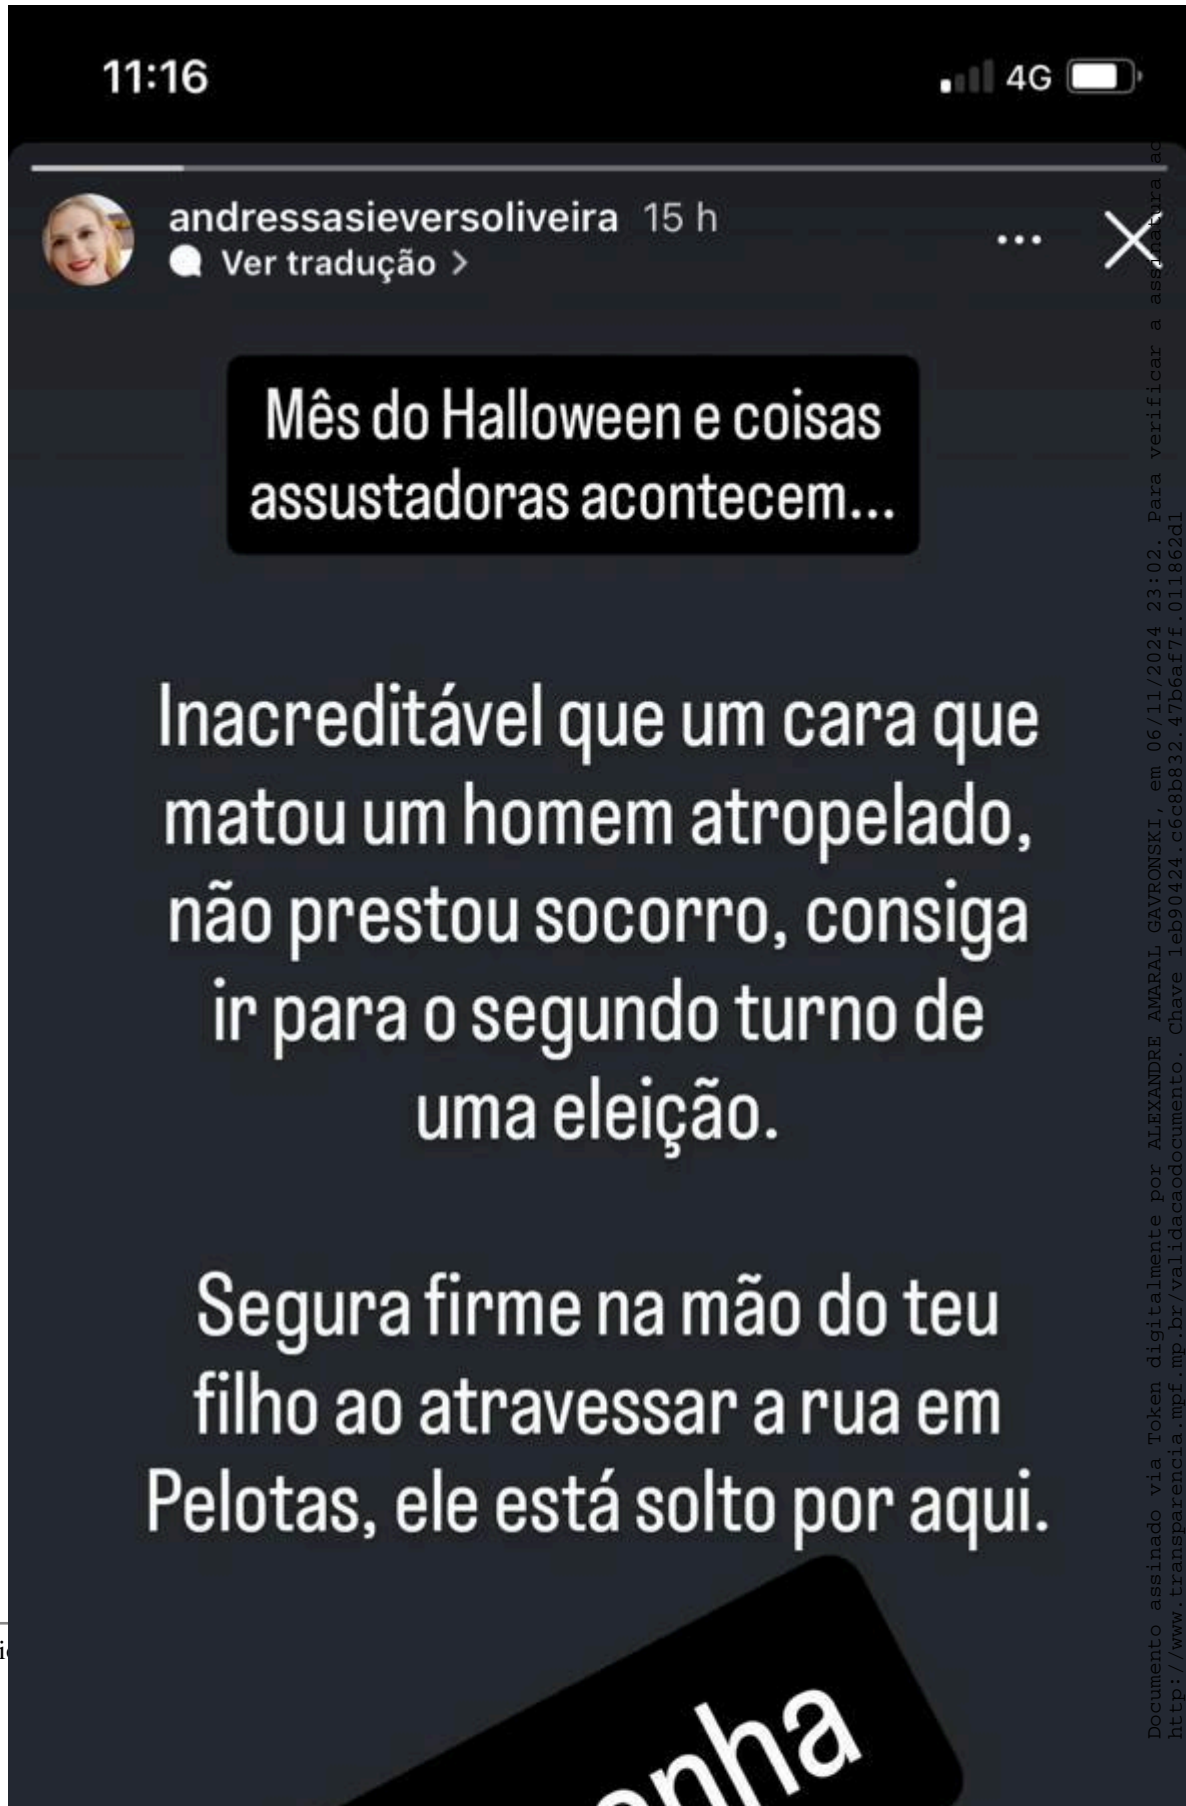 11:16
4G
andressasieversoliveira 15 h
Ver tradução >
...
Mês do Halloween e coisas
assustadoras acontecem...
Inacreditável que um cara que
matou um homem atropelado,
não prestou socorro, consiga
ir para o segundo turno de
uma eleição.
Segura firme na mão do teu
filho ao atravessar a rua em
Pelotas, ele está solto por aqui.
Documento assinado via Token digitalmente por ALEXANDRE AMARAL GAVRONSKI, em 06/11/2024 23:02. Para verificar a assinatura ac
http://www.transparencia.mpf.mp.br/validacaodocumento. Chave 1eb90424.c6c8b832.47b6af7f.011862d1